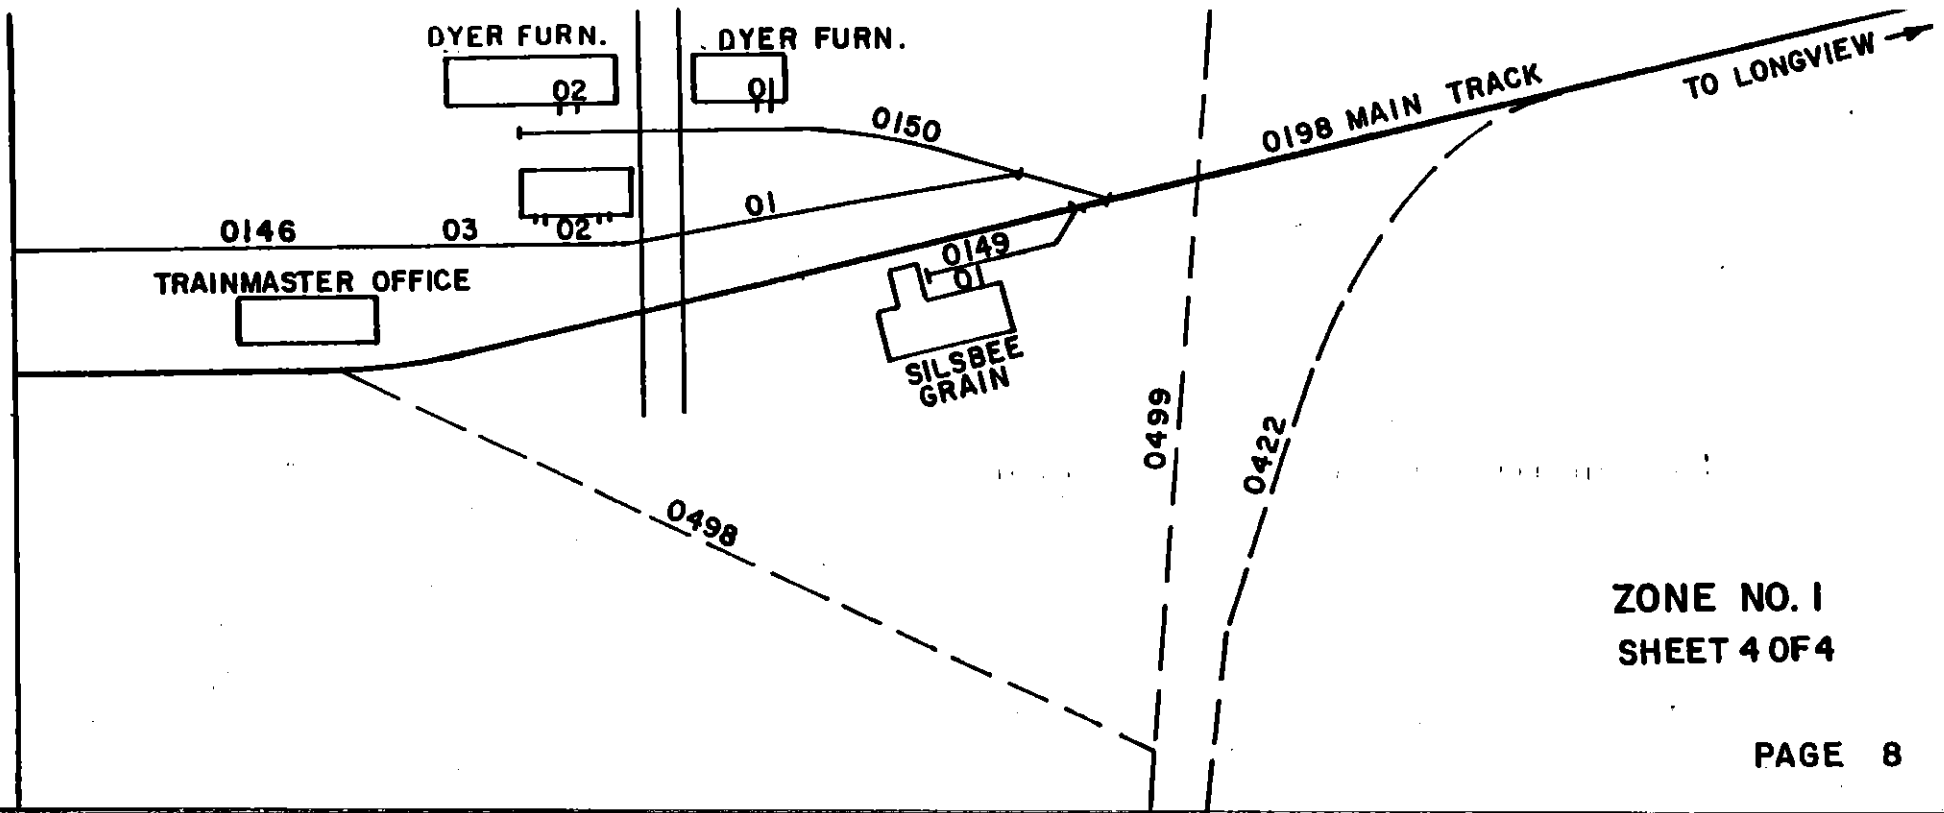 DYER FURN.
DYER FURN.
02
01
0150
0198 MAIN TRACK
TO LONGVIEW
01
0146
03
02
0149
01
TRAINMASTER OFFICE
SILSBEE
GRAIN
0499
0422
0498
ZONE NO. 1
SHEET 4 OF 4
PAGE 8